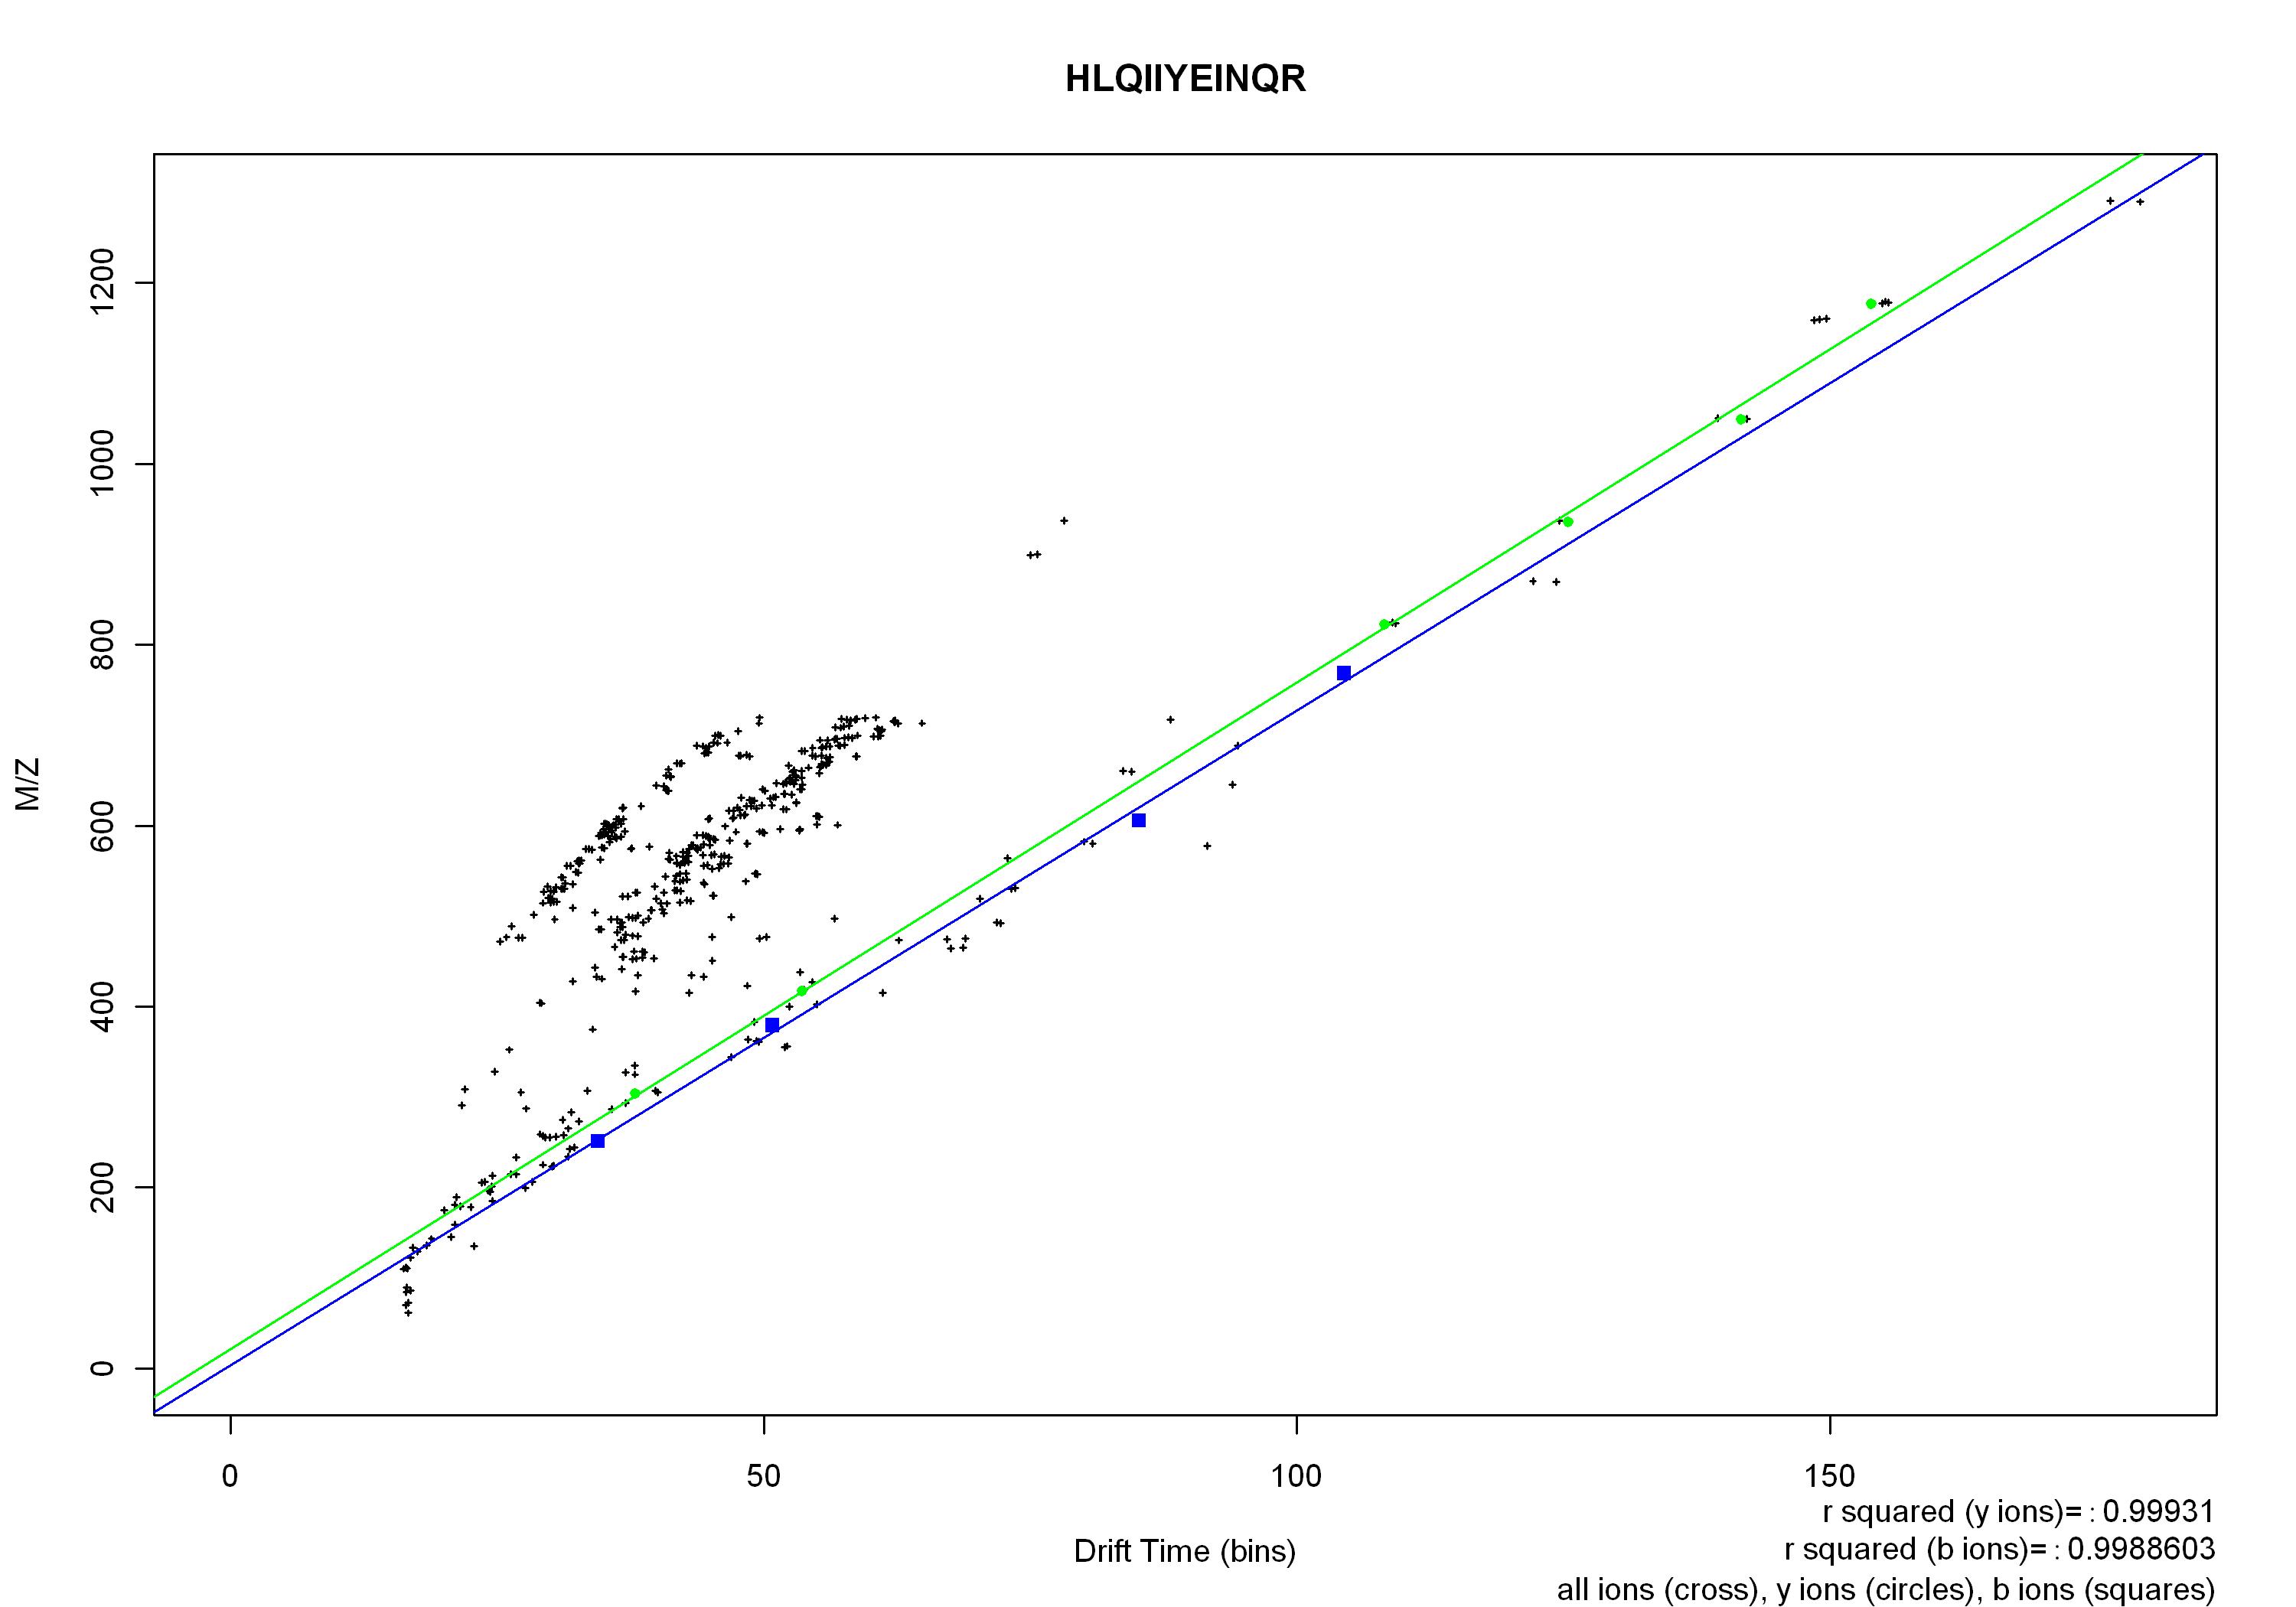 HLQIIYEINQR
M/Z
1200
1000
800
600
400
200
0
0 50 100 150
Drift Time (bins)
r squared (y ions)= : 0.99931
r squared (b ions)= : 0.9988603
all ions (cross), y ions (circles), b ions (squares)